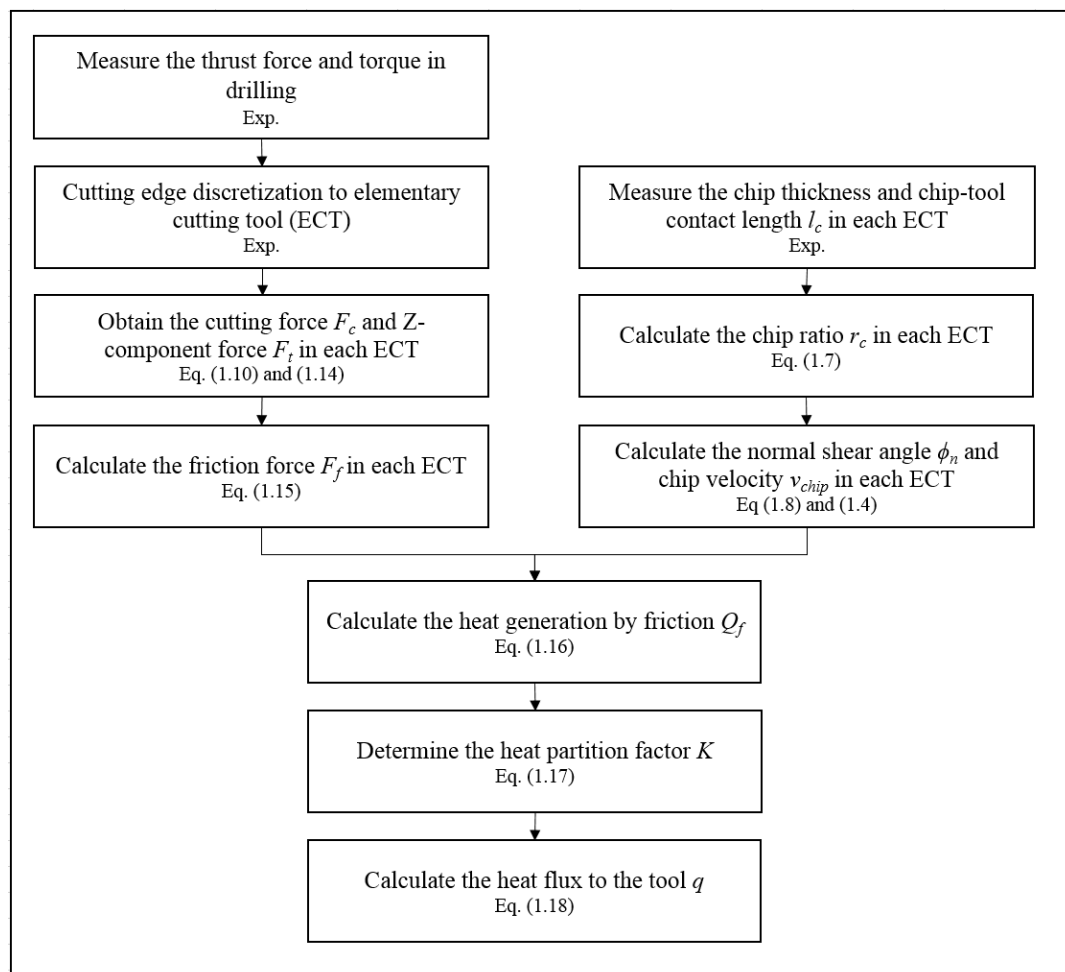 Measure the thrust force and torque in
drilling
Exp.
Cutting edge discretization to elementary
cutting tool (ECT)
Exp.
Obtain the cutting force F_c and Z-
component force F_t in each ECT
Eq. (1.10) and (1.14)
Calculate the friction force F_f in each ECT
Eq. (1.15)
Measure the chip thickness and chip-tool
contact length l_c in each ECT
Exp.
Calculate the chip ratio r_c in each ECT
Eq. (1.7)
Calculate the normal shear angle ϕ_n and
chip velocity v_chip in each ECT
Eq (1.8) and (1.4)
Calculate the heat generation by friction Q_f
Eq. (1.16)
Determine the heat partition factor K
Eq. (1.17)
Calculate the heat flux to the tool q
Eq. (1.18)